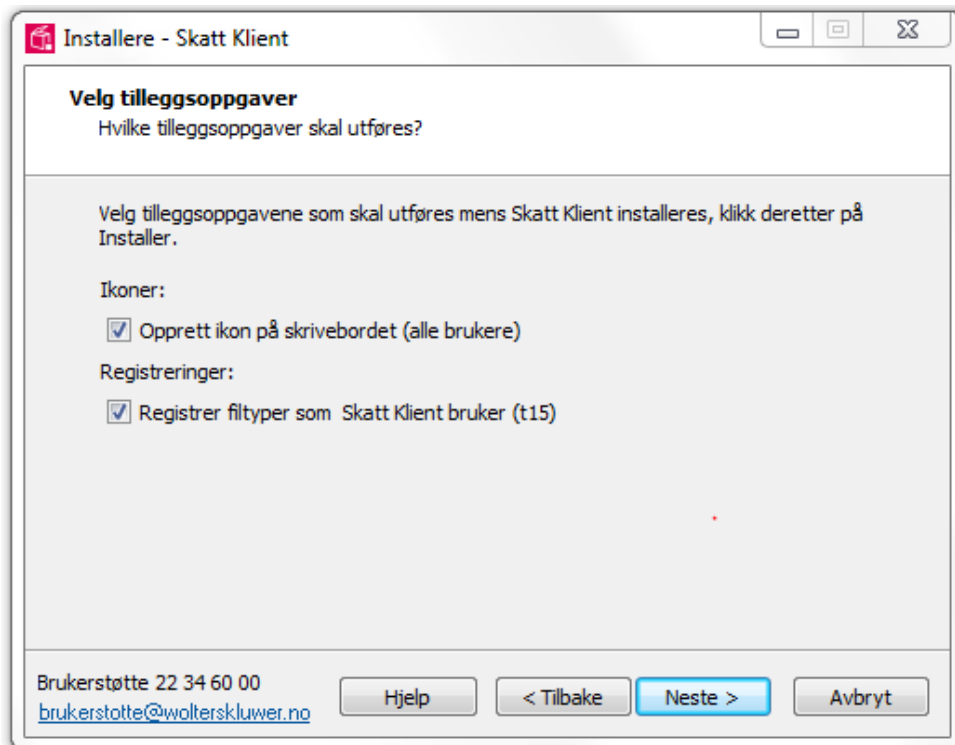 Installere - Skatt Klient
Velg tilleggsoppgaver
Hvilke tilleggsoppgaver skal utføres?
Velg tilleggsoppgavene som skal utføres mens Skatt Klient installeres, klikk deretter på
Installer.
Ikoner:
Opprett ikon på skrivebordet (alle brukere)
Registreringer:
Registrer filtyper som  Skatt Klient bruker (t15)
Brukerstøtte 22 34 60 00
brukerstotte@wolterskluwer.no
Hjelp
< Tilbake
Neste >
Avbryt